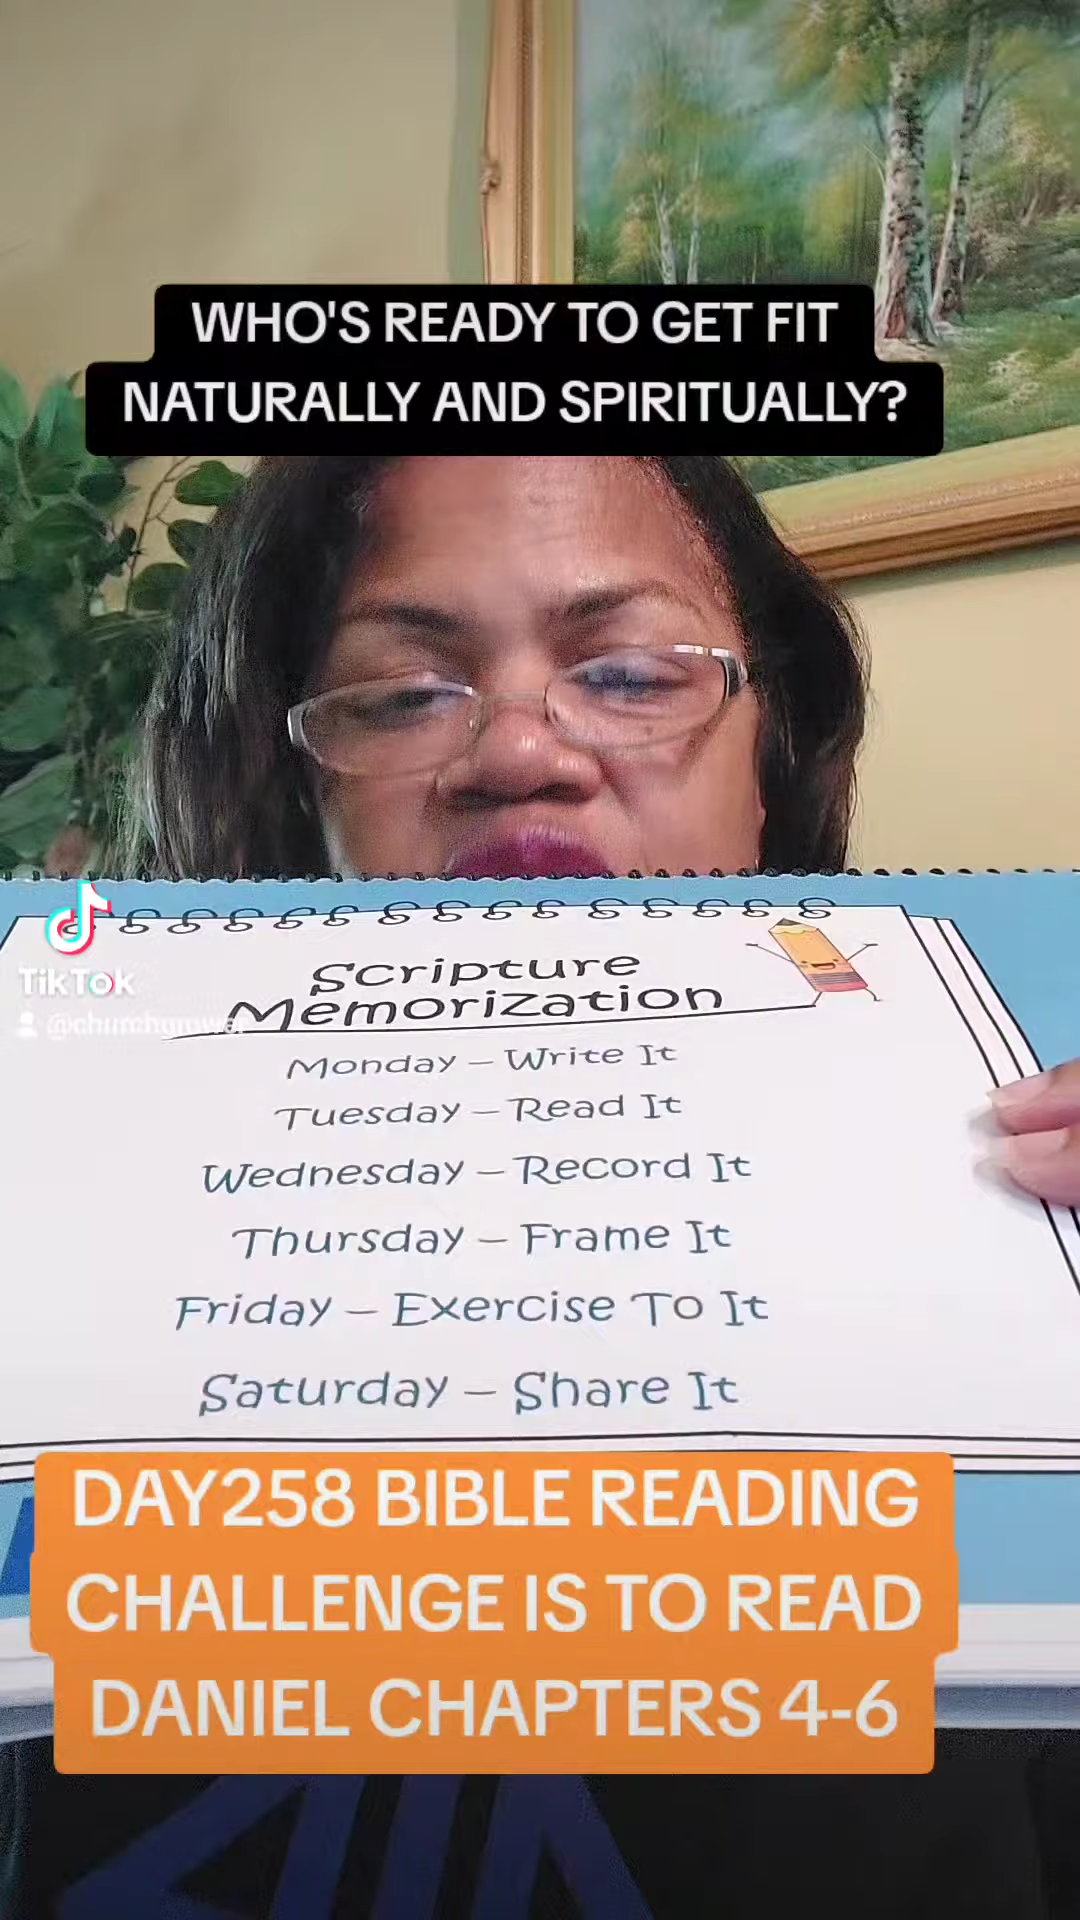 WHO'S READY TO GET FIT
NATURALLY AND SPIRITUALLY?
TikTok
Scripture
Memorization
Monday – Write It
Tuesday – Read It
Wednesday – Record It
Thursday – Frame It
Friday – Exercise To It
Saturday – Share It
DAY258 BIBLE READING
CHALLENGE IS TO READ
DANIEL CHAPTERS 4-6